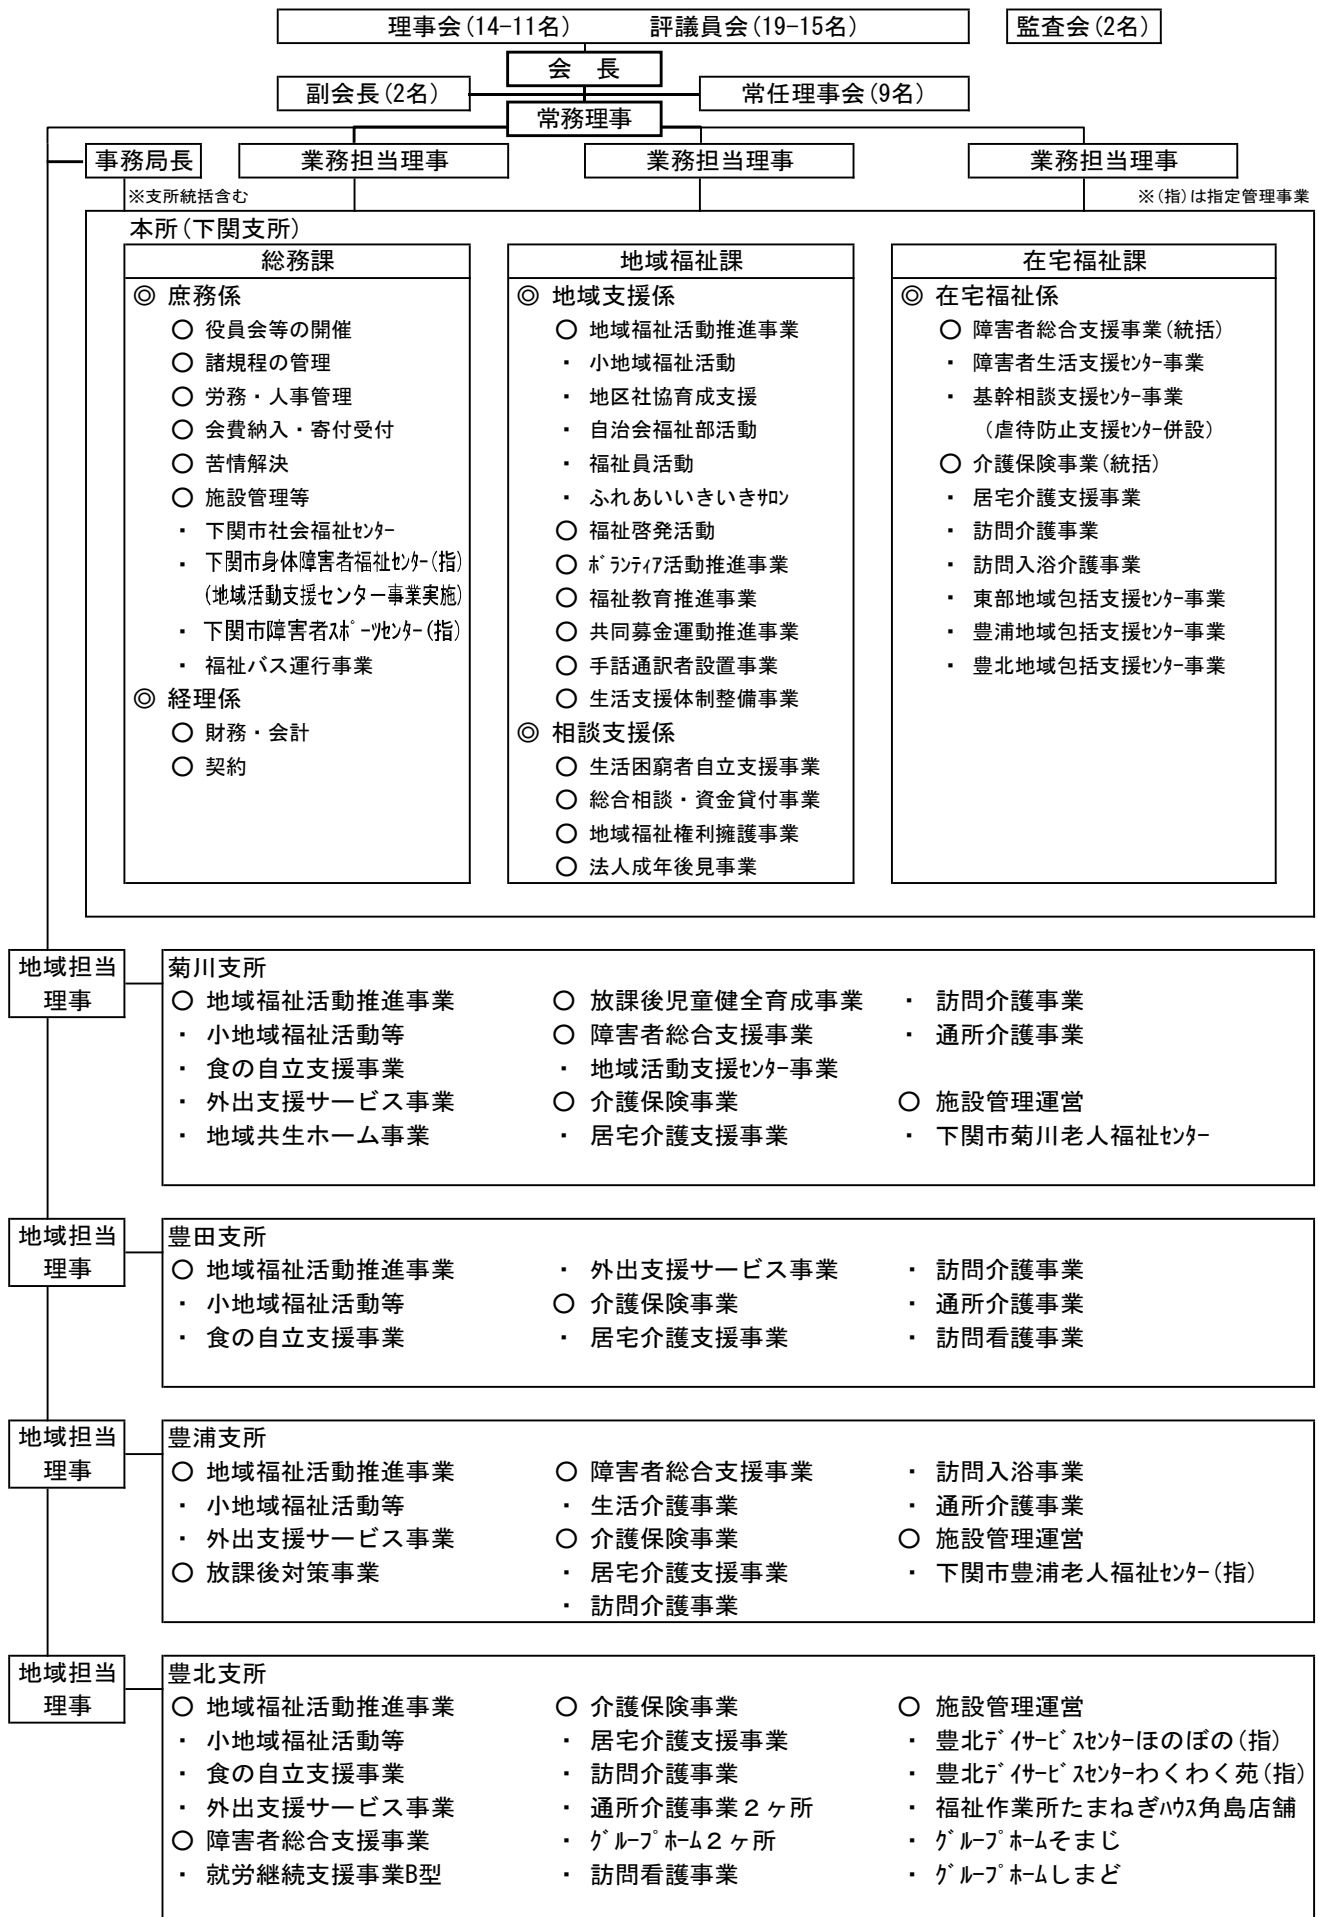 理事会(14-11名)　評議員会(19-15名)
監査会(2名)
会　長
副会長(2名)
常任理事会(9名)
常務理事
事務局長
業務担当理事
業務担当理事
業務担当理事
※支所統括含む
※(指)は指定管理事業
本所(下関支所)
総務課
◎ 庶務係
○ 役員会等の開催
○ 諸規程の管理
○ 労務・人事管理
○ 会費納入・寄付受付
○ 苦情解決
○ 施設管理等
・ 下関市社会福祉ｾﾝﾀｰ
・ 下関市身体障害者福祉ｾﾝﾀｰ(指)
(地域活動支援センター事業実施)
・ 下関市障害者ｽﾎﾟｰﾂｾﾝﾀｰ(指)
・ 福祉バス運行事業
◎ 経理係
○ 財務・会計
○ 契約
地域福祉課
◎ 地域支援係
○ 地域福祉活動推進事業
・ 小地域福祉活動
・ 地区社協育成支援
・ 自治会福祉部活動
・ 福祉員活動
・ ふれあいいきいきｻﾛﾝ
○ 福祉啓発活動
○ ﾎﾞﾗﾝﾃｨｱ活動推進事業
○ 福祉教育推進事業
○ 共同募金運動推進事業
○ 手話通訳者設置事業
○ 生活支援体制整備事業
◎ 相談支援係
○ 生活困窮者自立支援事業
○ 総合相談・資金貸付事業
○ 地域福祉権利擁護事業
○ 法人成年後見事業
在宅福祉課
◎ 在宅福祉係
○ 障害者総合支援事業(統括)
・ 障害者生活支援ｾﾝﾀｰ事業
・ 基幹相談支援ｾﾝﾀｰ事業
（虐待防止支援ｾﾝﾀｰ併設）
○ 介護保険事業(統括)
・ 居宅介護支援事業
・ 訪問介護事業
・ 訪問入浴介護事業
・ 東部地域包括支援ｾﾝﾀｰ事業
・ 豊浦地域包括支援ｾﾝﾀｰ事業
・ 豊北地域包括支援ｾﾝﾀｰ事業
地域担当
理事
菊川支所
○ 地域福祉活動推進事業
・ 小地域福祉活動等
・ 食の自立支援事業
・ 外出支援サービス事業
・ 地域共生ホーム事業
○ 放課後児童健全育成事業
○ 障害者総合支援事業
・ 地域活動支援ｾﾝﾀｰ事業
○ 介護保険事業
・ 居宅介護支援事業
・ 訪問介護事業
・ 通所介護事業
○ 施設管理運営
・ 下関市菊川老人福祉ｾﾝﾀｰ
地域担当
理事
豊田支所
○ 地域福祉活動推進事業
・ 小地域福祉活動等
・ 食の自立支援事業
・ 外出支援サービス事業
○ 介護保険事業
・ 居宅介護支援事業
・ 訪問介護事業
・ 通所介護事業
・ 訪問看護事業
地域担当
理事
豊浦支所
○ 地域福祉活動推進事業
・ 小地域福祉活動等
・ 外出支援サービス事業
○ 放課後対策事業
○ 障害者総合支援事業
・ 生活介護事業
○ 介護保険事業
・ 居宅介護支援事業
・ 訪問介護事業
・ 訪問入浴事業
・ 通所介護事業
○ 施設管理運営
・ 下関市豊浦老人福祉ｾﾝﾀｰ(指)
地域担当
理事
豊北支所
○ 地域福祉活動推進事業
・ 小地域福祉活動等
・ 食の自立支援事業
・ 外出支援サービス事業
○ 障害者総合支援事業
・ 就労継続支援事業B型
○ 介護保険事業
・ 居宅介護支援事業
・ 訪問介護事業
・ 通所介護事業２ヶ所
・ ｸﾞﾙｰﾌﾟﾎｰﾑ２ヶ所
・ 訪問看護事業
○ 施設管理運営
・ 豊北ﾃﾞｲｻｰﾋﾞｽｾﾝﾀｰほのぼの(指)
・ 豊北ﾃﾞｲｻｰﾋﾞｽｾﾝﾀｰわくわく苑(指)
・ 福祉作業所たまねぎﾊｳｽ角島店舗
・ ｸﾞﾙｰﾌﾟﾎｰﾑそまじ
・ ｸﾞﾙｰﾌﾟﾎｰﾑしまど